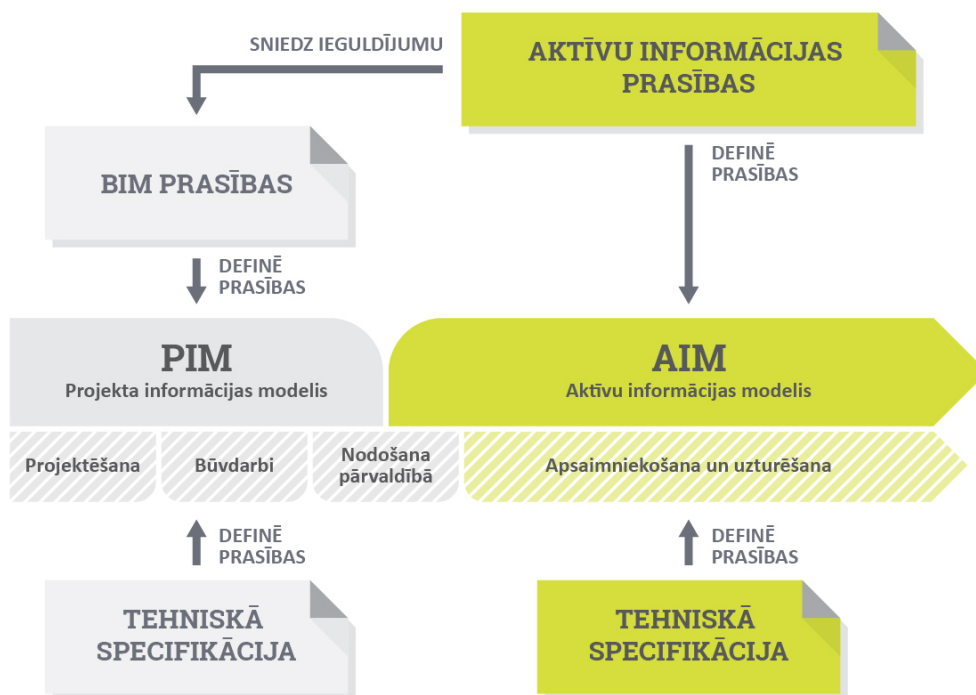 SNIEDZ IEGULDĪJUMU
AKTĪVU INFORMĀCIJAS
PRASĪBAS
BIM PRASĪBAS
DEFINĒ
PRASĪBAS
DEFINĒ
PRASĪBAS
PIM
Projekta informācijas modelis
AIM
Aktīvu informācijas modelis
Projektēšana
Būvdarbi
Nodošana
pārvaldībā
Apsaimniekošana un uzturēšana
DEFINĒ
PRASĪBAS
DEFINĒ
PRASĪBAS
TEHNISKĀ
SPECIFIKĀCIJA
TEHNISKĀ
SPECIFIKĀCIJA